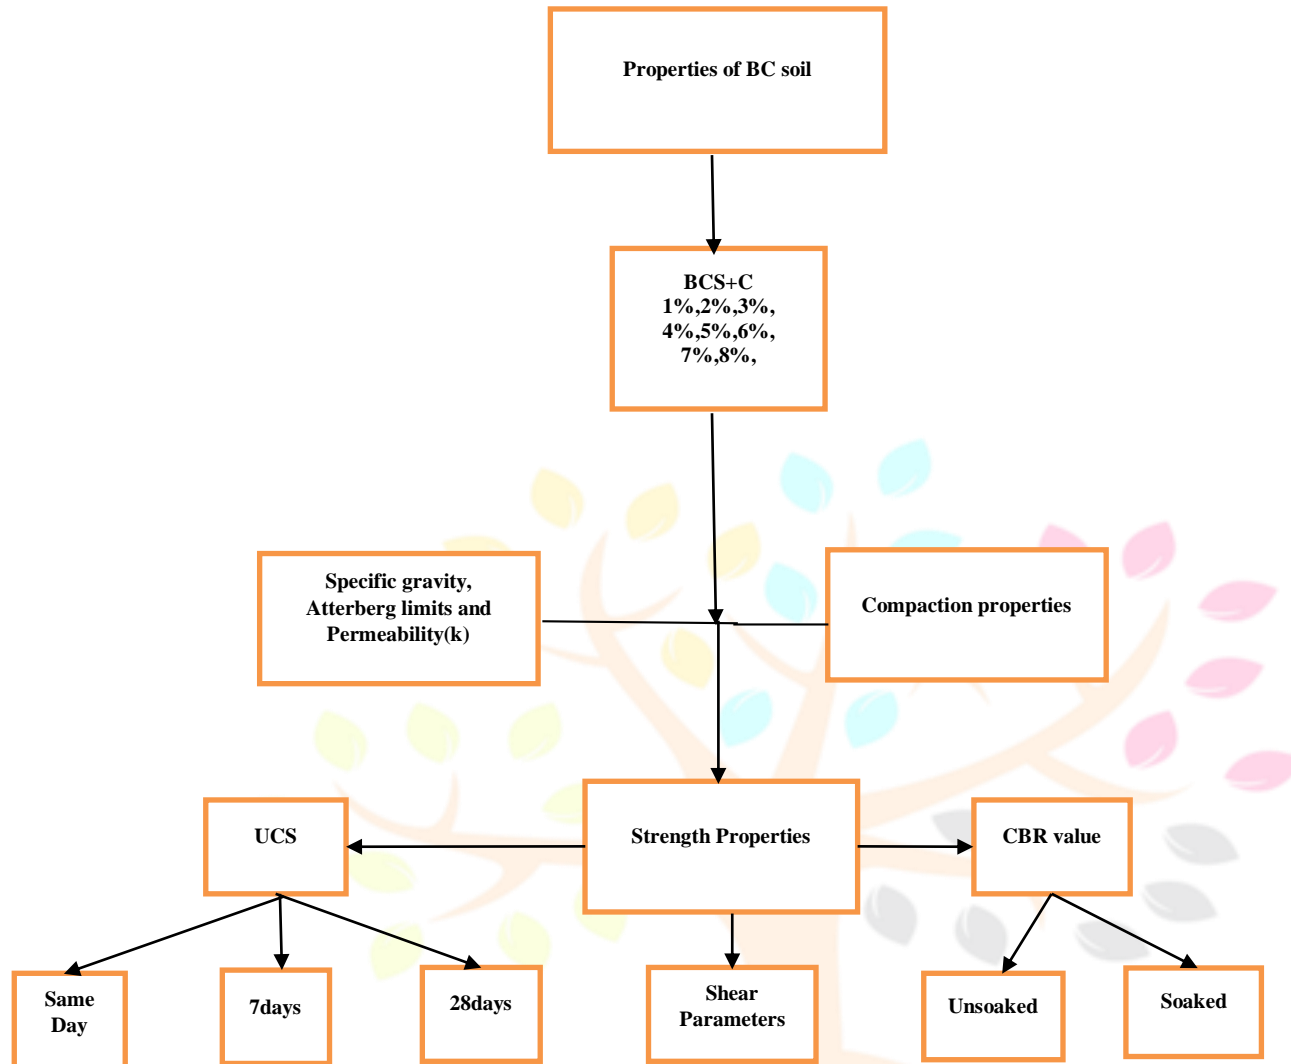 Properties of BC soil
BCS+C
1%,2%,3%,
4%,5%,6%,
7%,8%,
Specific gravity,
Atterberg limits and
Permeability(k)
Compaction properties
UCS
Strength Properties
CBR value
Same
Day
7days
28days
Shear
Parameters
Unsoaked
Soaked